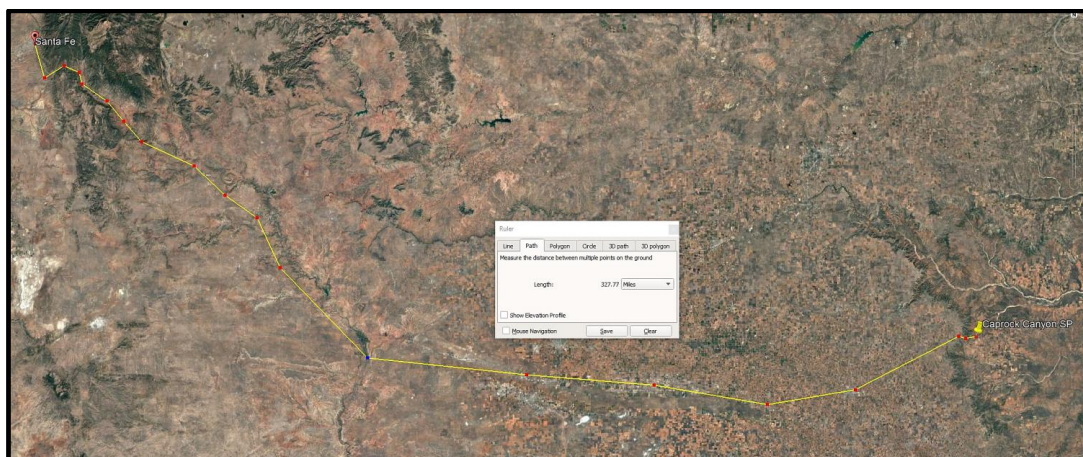 Santa Fe
Ruler
Line Path Polygon Circle 3D path 3D polygon
Measure the distance between multiple points on the ground
Length: 327.77 Miles
Show Elevation Profile
Mouse Navigation Save Clear
Caprock Canyon SP